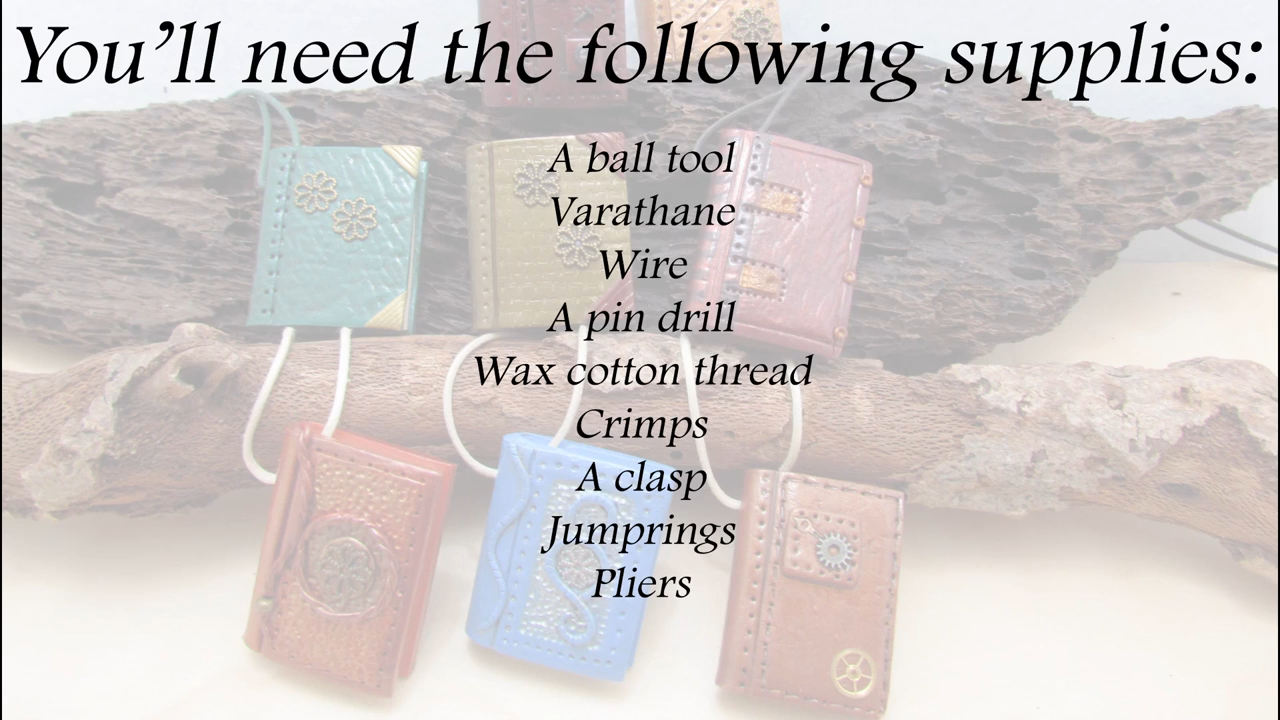 You'll need the following supplies:
A ball tool
Varathane
Wire
A pin drill
Wax cotton thread
Crimps
A clasp
Jumprings
Pliers